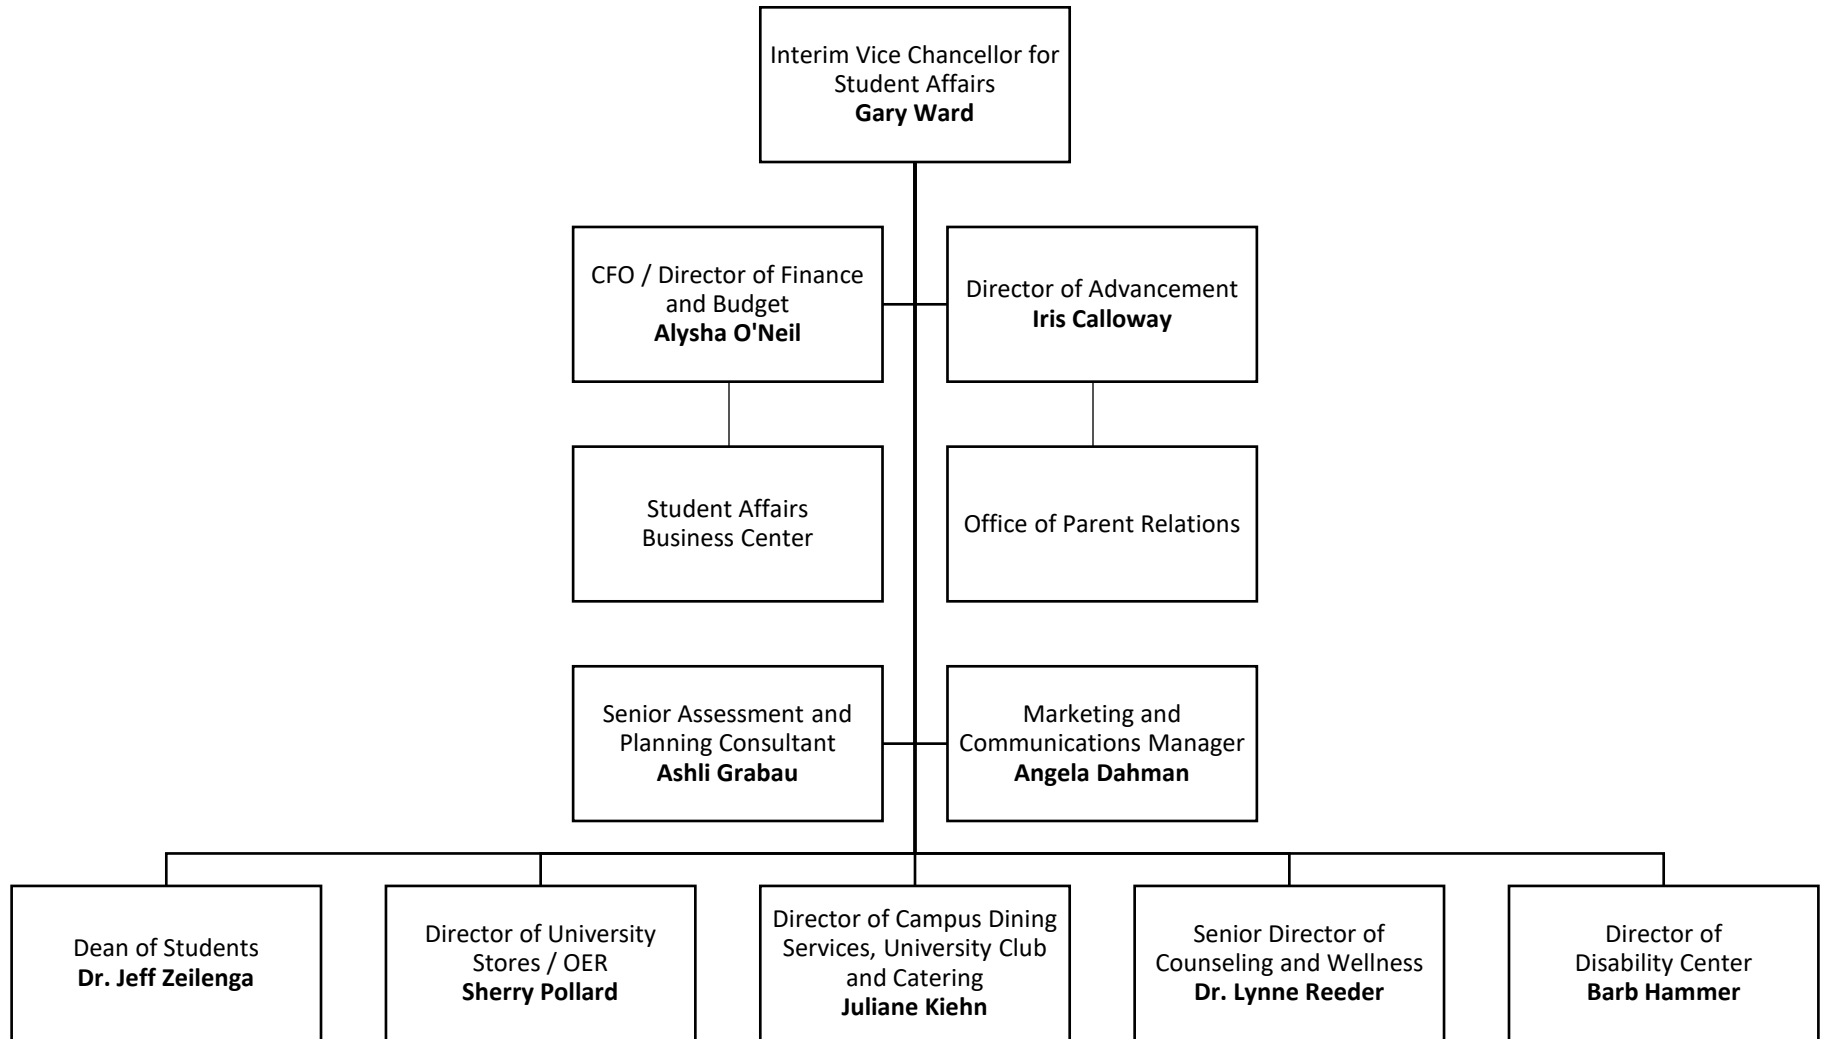 Interim Vice Chancellor for
Student Affairs
Gary Ward
CFO / Director of Finance
and Budget
Alysha O'Neil
Director of Advancement
Iris Calloway
Student Affairs
Business Center
Office of Parent Relations
Senior Assessment and
Planning Consultant
Ashli Grabau
Marketing and
Communications Manager
Angela Dahman
Dean of Students
Dr. Jeff Zeilenga
Director of University
Stores / OER
Sherry Pollard
Director of Campus Dining
Services, University Club
and Catering
Juliane Kiehn
Senior Director of
Counseling and Wellness
Dr. Lynne Reeder
Director of
Disability Center
Barb Hammer